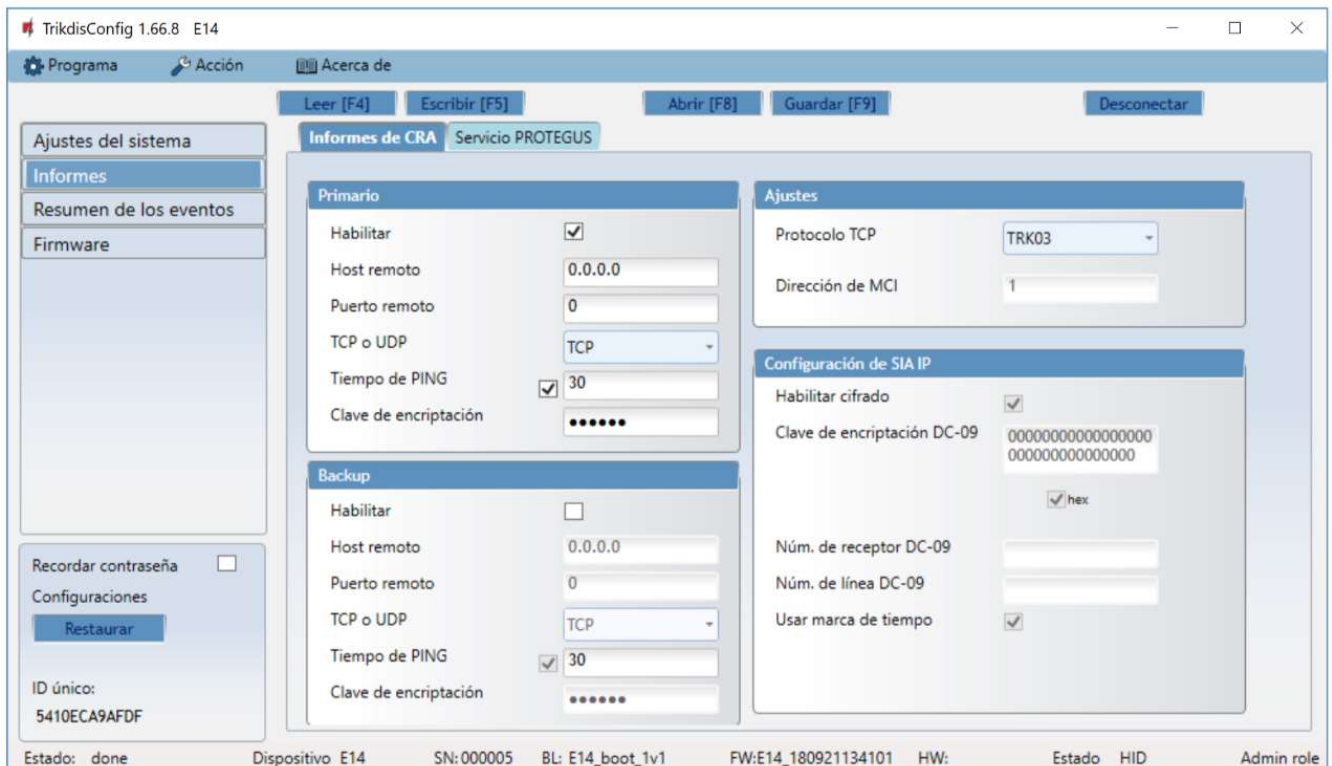 TrikdisConfig 1.66.8 E14
Programa Acción Acerca de
Leer [F4] Escribir [F5] Abrir [F8] Guardar [F9] Desconectar
Ajustes del sistema
Informes
Resumen de los eventos
Firmware
Recordar contraseña
Configuraciones
Restaurar
ID único:
5410ECA9AFDF
Informes de CRA Servicio PROTEGUS
Primario
Habilitar
Host remoto 0.0.0.0
Puerto remoto 0
TCP o UDP TCP
Tiempo de PING 30
Clave de encriptación ●●●●●●
Backup
Habilitar
Host remoto 0.0.0.0
Puerto remoto 0
TCP o UDP TCP
Tiempo de PING 30
Clave de encriptación ●●●●●●
Ajustes
Protocolo TCP TRK03
Dirección de MCI 1
Configuración de SIA IP
Habilitar cifrado
Clave de encriptación DC-09 00000000000000000
000000000000000
hex
Núm. de receptor DC-09
Núm. de línea DC-09
Usar marca de tiempo
Estado: done Dispositivo E14 SN:000005 BL: E14_boot_1v1 FW:E14_180921134101 HW: Estado HID Admin role